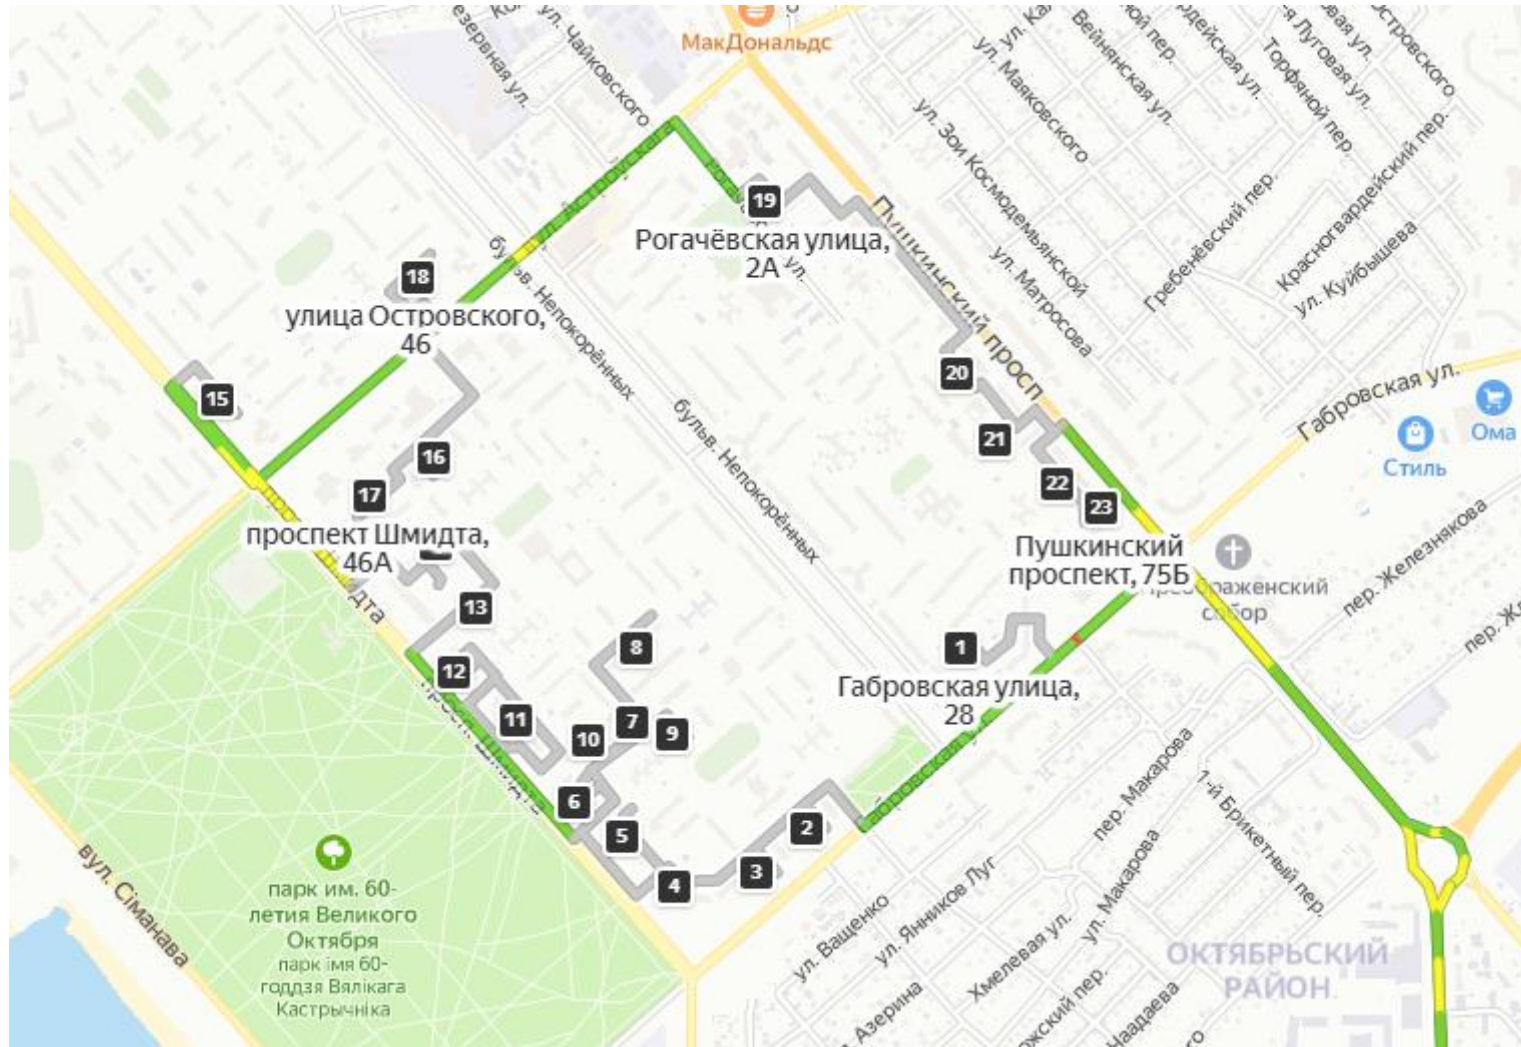 МакДональдс
ул. Чайковского
ул. Маяковского
Вейнянская ул.
Торфяной пер.
Красногвардейский пер.
ул. Зои Космодемьянской
Гребенёвский пер.
ул. Куйбышева
ул. Матросова
Пушкинский просп
19
Рогачёвская улица,
2А
ул.
18
улица Островского,
46
бульв. Непокорённых
20
Габровская ул.
Ома
Стиль
15
бульв. Непокорённых
21
16
17
22
23
проспект Шмидта,
46А
Пушкинский
проспект, 75Б
пер. Железнякова
13
1
8
12
Габровская улица,
28
11
7
9
10
6
5
2
3
4
пер. Макарова
1-й Брикетный пер.
ул. Макарова
ул. Янников Луг
ул. Ващенко
Хмелевая ул.
ул. Азерина
вул. Сіманава
парк им. 60-
летия Великого
Октября
парк імя 60-
годдзя Вялікага
Кастрычніка
ОКТЯБРЬСКИЙ
РАЙОН